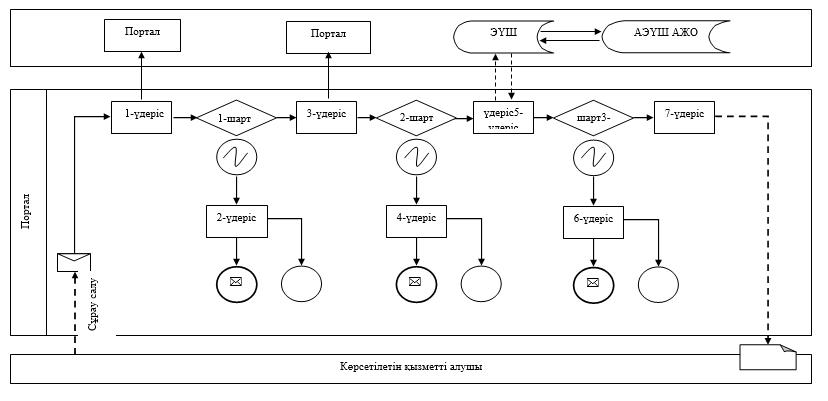 Портал
Портал
ЭҮШ
АЭҮШ АЖО
1-үдеріс
1-шарт
3-үдеріс
2-шарт
үдеріс5-
үдеріс
шарт3-
7-үдеріс
2-үдеріс
4-үдеріс
6-үдеріс
Портал
Сұрау салу
Көрсетілетін қызметті алушы